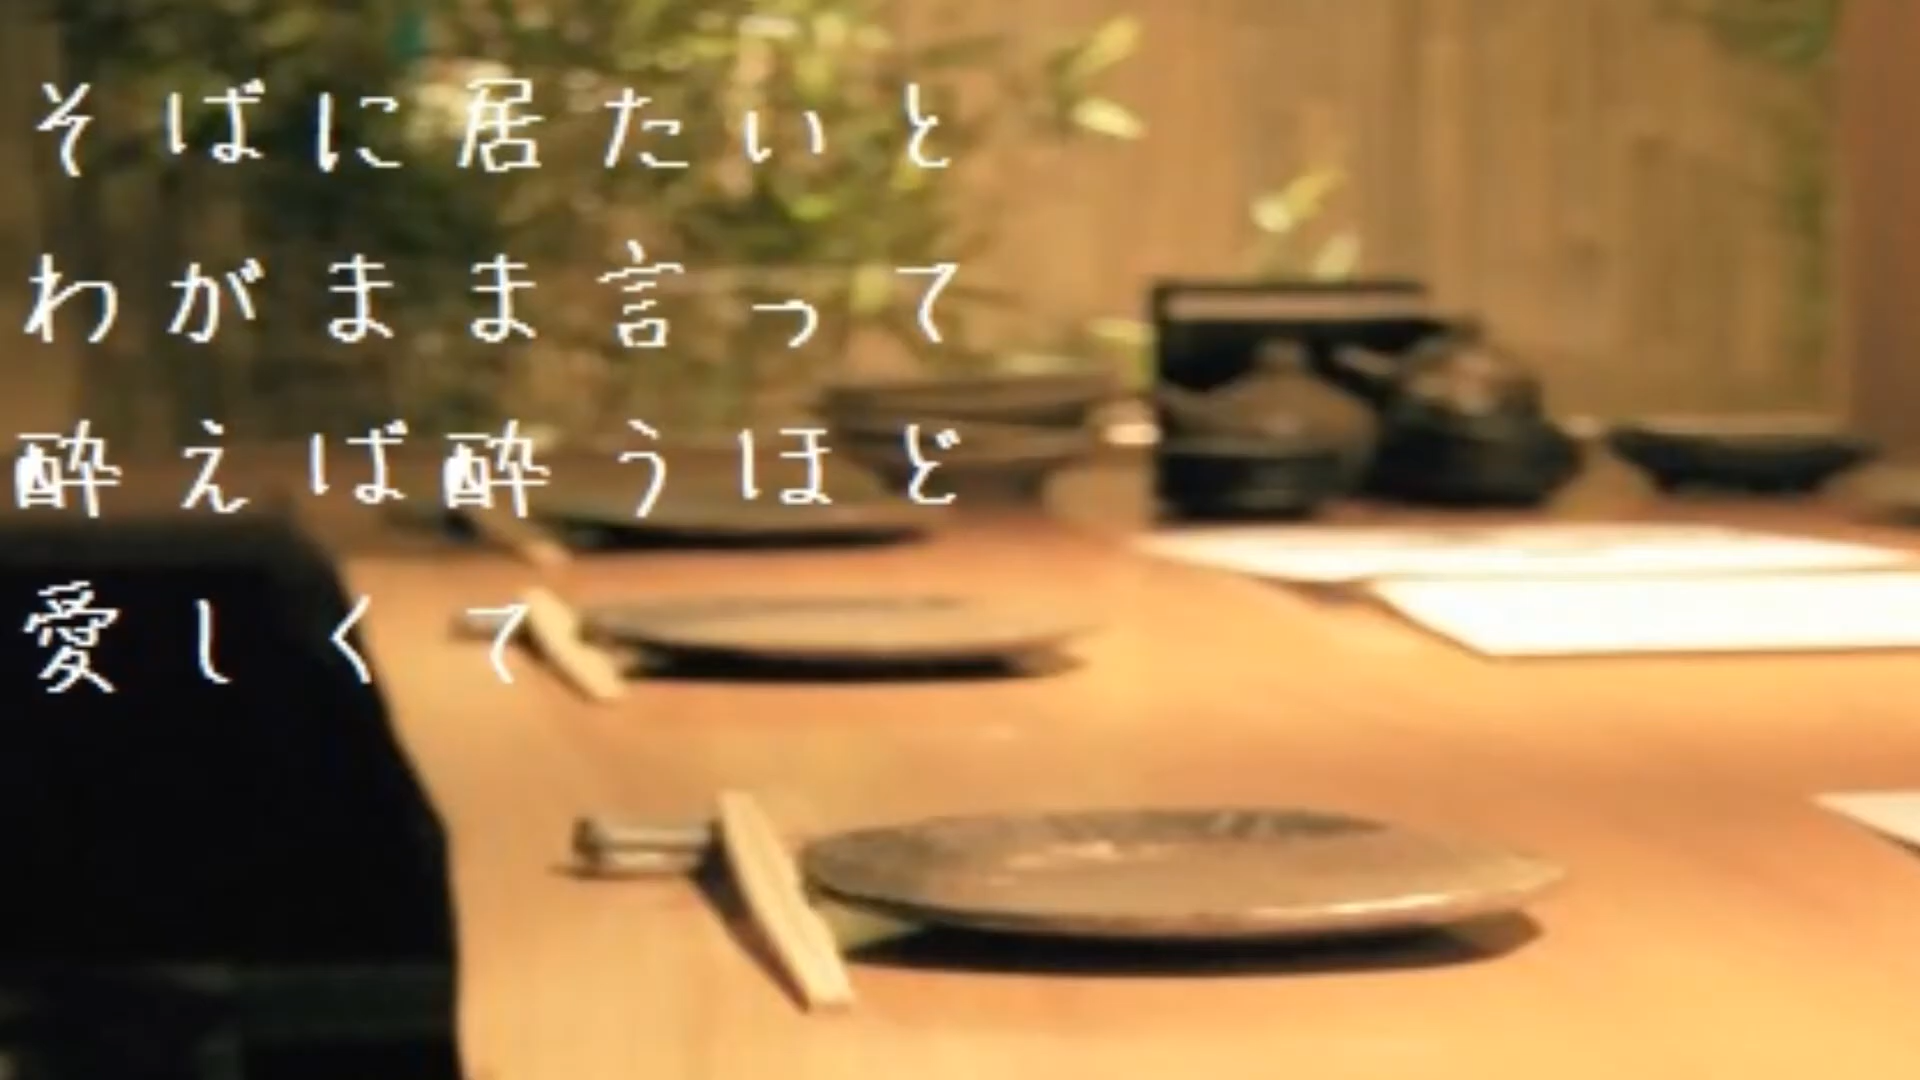 そばに居たいと
わがまま言って
酔えば酔うほど
愛しくて